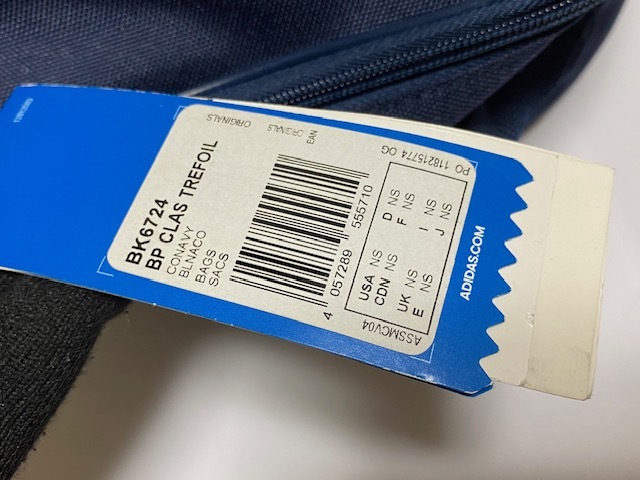 ORIGINALS
ORIGINALS
EAN
BK6724
BP CLAS TREFOIL
CONAVY
BLNACO
BAGS
SACS
4 057289 555710
PO 118215774 OG
USA NS D NS
CDN NS F NS
UK NS I NS
E NS J NS
ASSMCV04
ADIDAS.COM